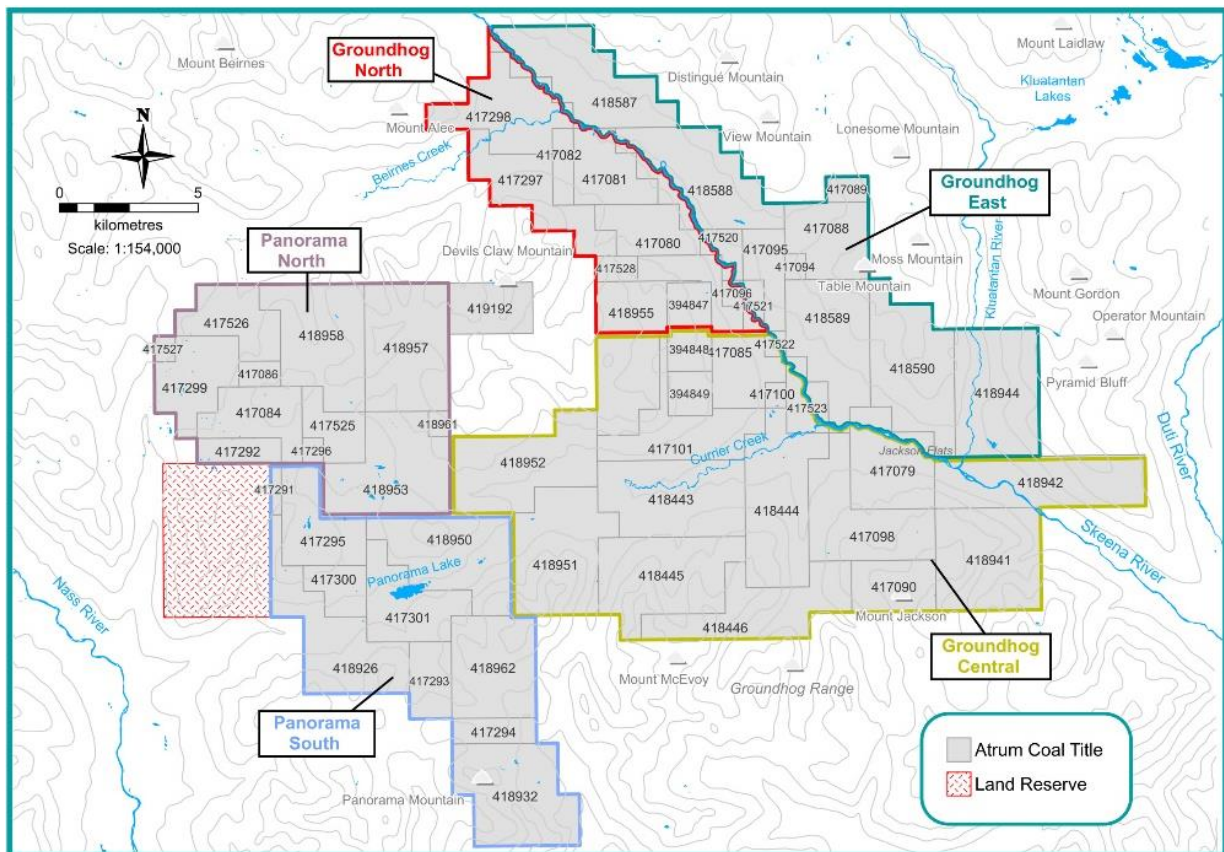 Mount Beirnes
Groundhog
North
Distingué Mountain
Mount Laidlaw
Klualantan
Lakes
418587
417298
Mount Alec
View Mountain
Lonesome Mountain
N
Beirnes Creek
417082
417297
417081
418588
417089
Groundhog
East
0
5
kilometres
Scale: 1:154,000
417088
417080
417520
417095
Panorama
North
Devils Claw Mountain
417528
417094
Moss Mountain
Table Mountain
Klualantan River
Mount Gordon
419192
418955
394847
417096
417521
418589
Operator Mountain
417526
418958
418957
417527
394848
417085
417522
417299
417086
418590
418944
Pyramid Bluff
394849
417100
417523
417084
417525
418961
Duti River
417292
417296
418952
417101
Currier Creek
Jackson Flats
417079
418942
417291
418953
418443
418444
Skeena River
417295
418950
417098
418941
417300
Panorama Lake
418951
418445
417090
Nass River
417301
Mount Jackson
418446
418926
417293
418962
Mount McEvoy
Groundhog Range
Groundhog
Central
Panorama
South
417294
Atrum Coal Title
Land Reserve
Panorama Mountain
418932